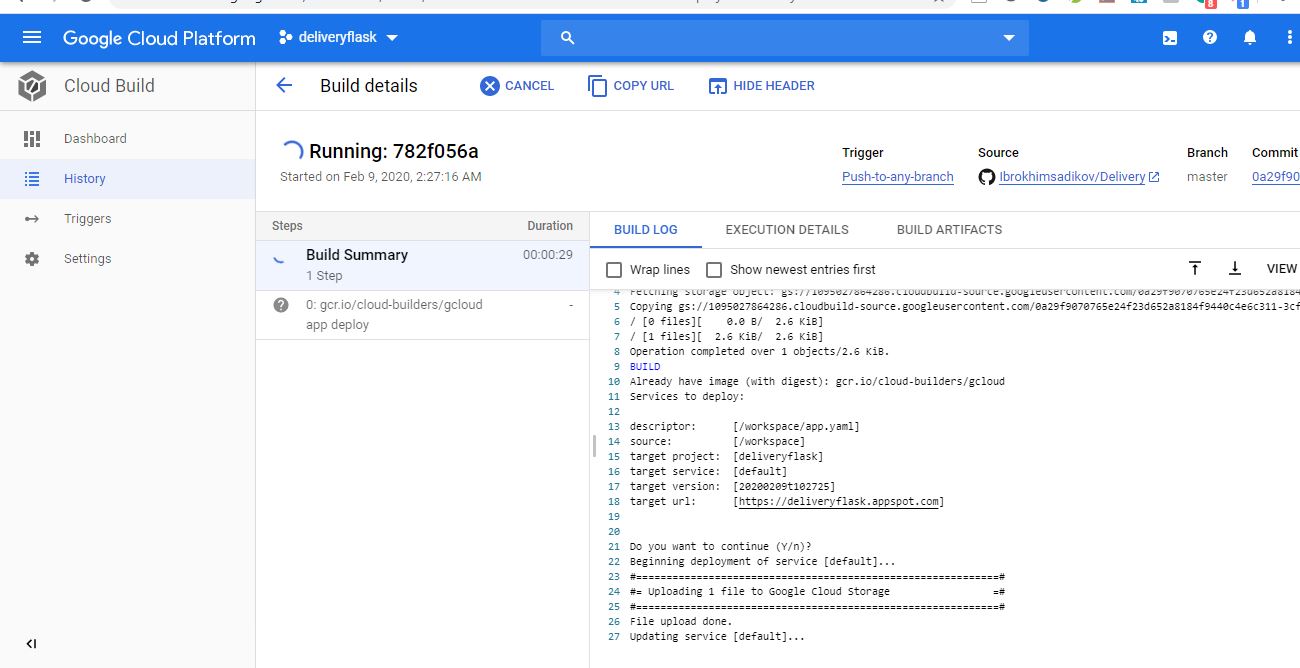 8
1
Google Cloud Platform
deliveryflask
Cloud Build
Build details
CANCEL
COPY URL
HIDE HEADER
Dashboard
History
Triggers
Settings
Running: 782f056a
Started on Feb 9, 2020, 2:27:16 AM
Trigger
Source
Branch
Commit
Push-to-any-branch
Ibrokhimsadikov/Delivery
master
0a29f90
Steps
Duration
Build Summary
00:00:29
1 Step
0: gcr.io/cloud-builders/gcloud
-
app deploy
BUILD LOG
EXECUTION DETAILS
BUILD ARTIFACTS
Wrap lines
Show newest entries first
VIEW
4 Fetching storage object: gs://1095027864286.cloudbuild-source.googleusercontent.com/0a29f9070765e24f23d652a8184
5 Copying gs://1095027864286.cloudbuild-source.googleusercontent.com/0a29f9070765e24f23d652a8184f9440c4e6c311-3cf
6 / [0 files][    0.0 B/  2.6 KiB]
7 / [1 files][  2.6 KiB/  2.6 KiB]
8 Operation completed over 1 objects/2.6 KiB.
9 BUILD
10 Already have image (with digest): gcr.io/cloud-builders/gcloud
11 Services to deploy:
12
13 descriptor:      [/workspace/app.yaml]
14 source:          [/workspace]
15 target project:  [deliveryflask]
16 target service:  [default]
17 target version:  [20200209t102725]
18 target url:      [https://deliveryflask.appspot.com]
19
20
21 Do you want to continue (Y/n)?
22 Beginning deployment of service [default]...
23 #============================================================#
24 #= Uploading 1 file to Google Cloud Storage                 =#
25 #============================================================#
26 File upload done.
27 Updating service [default]...